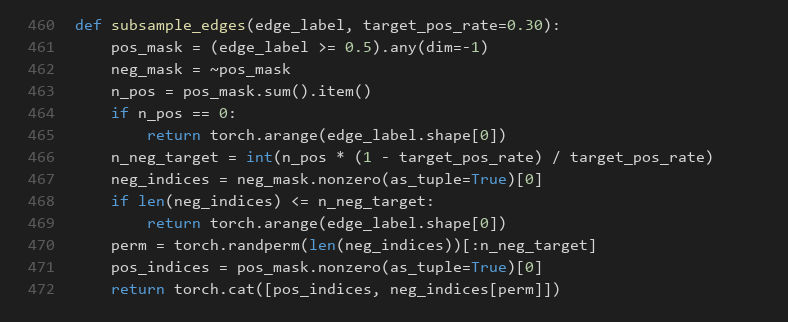 460 def subsample_edges(edge_label, target_pos_rate=0.30):
461     pos_mask = (edge_label >= 0.5).any(dim=-1)
462     neg_mask = ~pos_mask
463     n_pos = pos_mask.sum().item()
464     if n_pos == 0:
465         return torch.arange(edge_label.shape[0])
466     n_neg_target = int(n_pos * (1 - target_pos_rate) / target_pos_rate)
467     neg_indices = neg_mask.nonzero(as_tuple=True)[0]
468     if len(neg_indices) <= n_neg_target:
469         return torch.arange(edge_label.shape[0])
470     perm = torch.randperm(len(neg_indices))[:n_neg_target]
471     pos_indices = pos_mask.nonzero(as_tuple=True)[0]
472     return torch.cat([pos_indices, neg_indices[perm]])